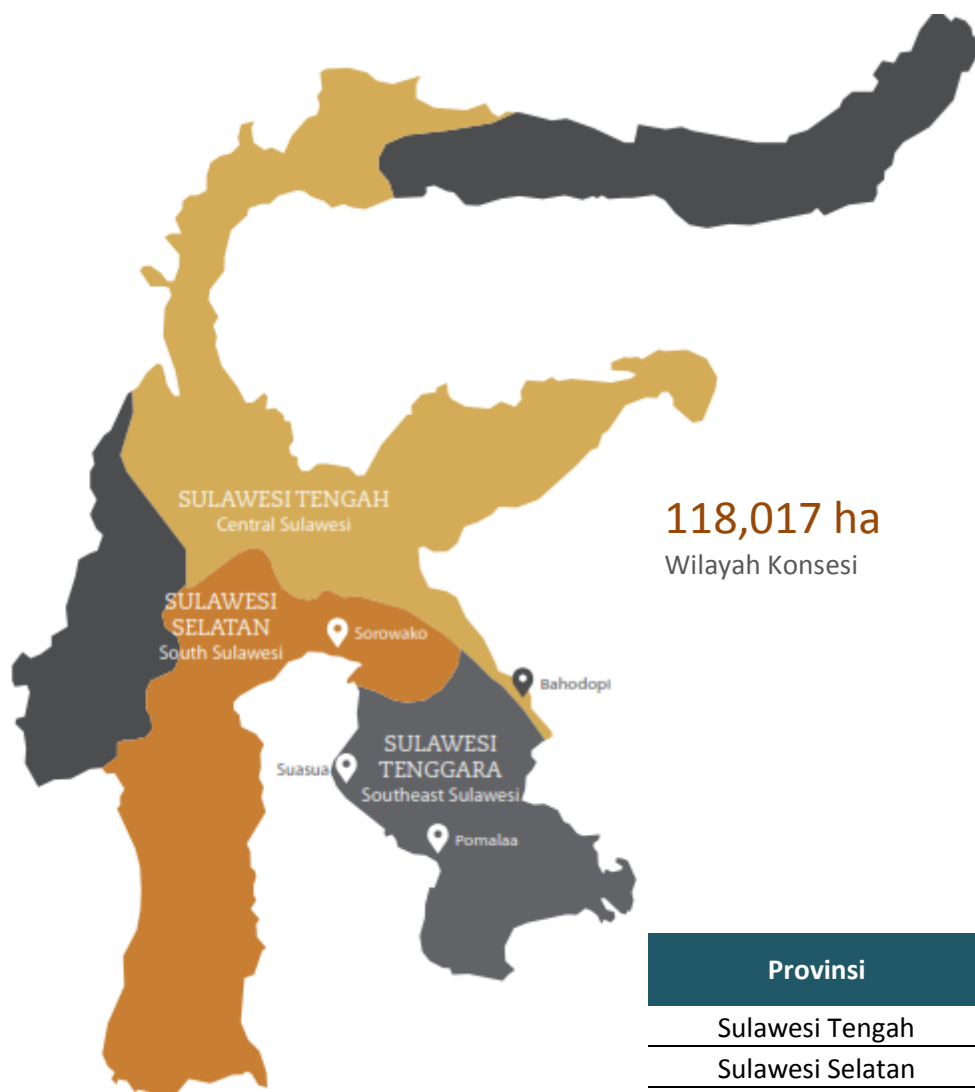 SULAWESI TENGAH
Central Sulawesi
118,017 ha
Wilayah Konsesi
SULAWESI
SELATAN
South Sulawesi
Sorowako
Bahodopi
SULAWESI
TENGGARA
Southeast Sulawesi
Suasua
Pomalaa
Provinsi
Sulawesi Tengah
Sulawesi Selatan